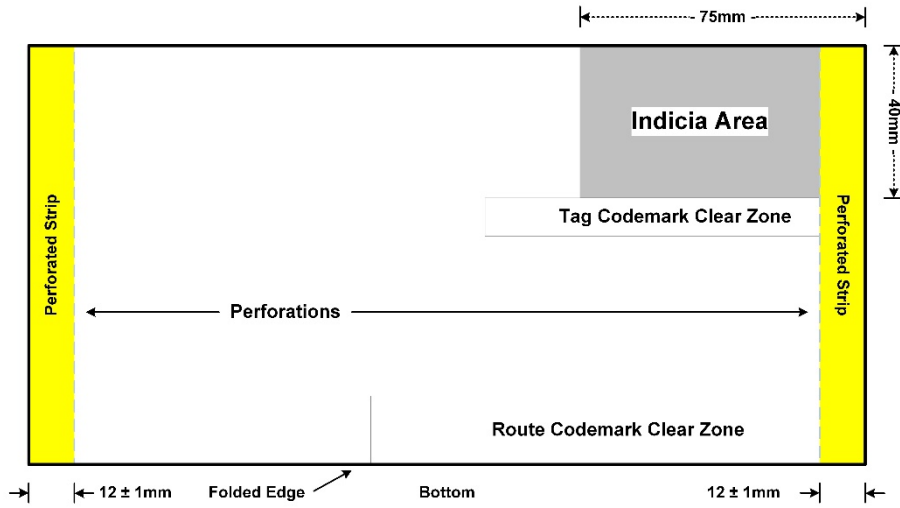 75mm
Indicia Area
40mm
Perforated Strip
Perforated Strip
Tag Codemark Clear Zone
Perforations
Route Codemark Clear Zone
12 ± 1mm
Folded Edge
Bottom
12 ± 1mm